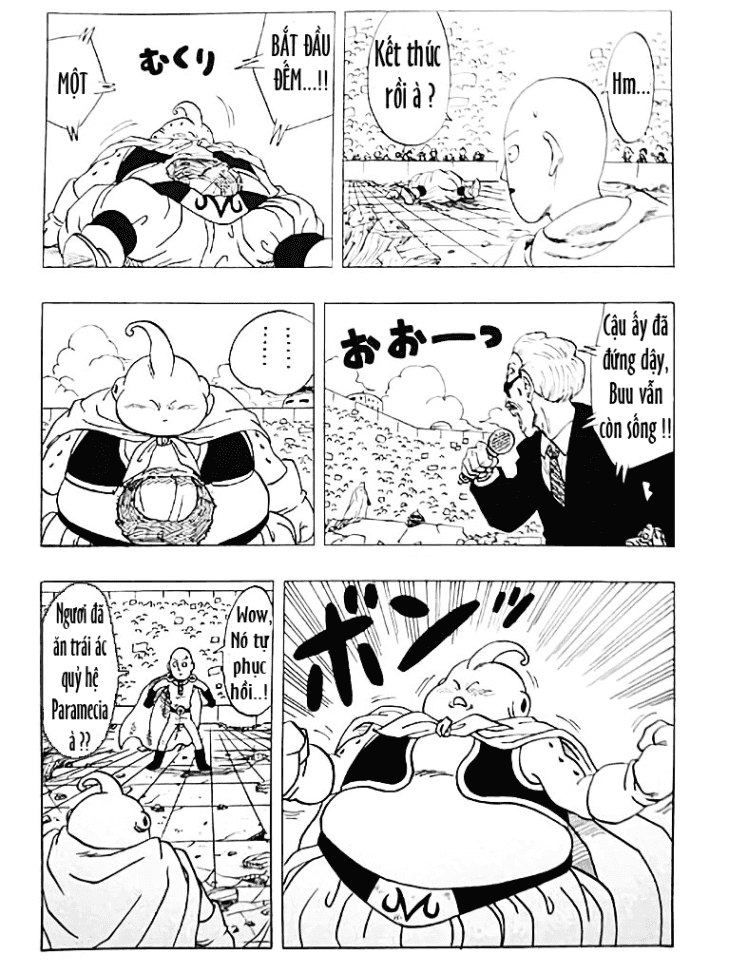 Hm...
Kết thúc
rồi à ?
BẮT ĐẦU
ĐẾM...!!
むくり
MỘT
Cậu ấy đã
đứng dậy,
Buu vẫn
còn sống !!
おおーっ
......
ボンッ
Wow,
Nó tự
phục
hồi..!
Ngươi đã
ăn trái ác
quỷ hệ
Paramecia
à ??